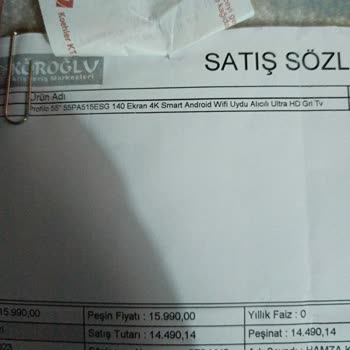 Koehler KT
KÖROĞLU
SATIŞ SÖZL
Ürün Adı
Profilo 55" 55PA515ESG 140 Ekran 4K Smart Android Wifi Uydu Alıcılı Ultra HD Gri Tv
15.990,00 Peşin Fiyatı : 15.990,00 Yıllık Faiz : 0
Satış Tutarı : 14.490,14 Peşinat : 14.490,14